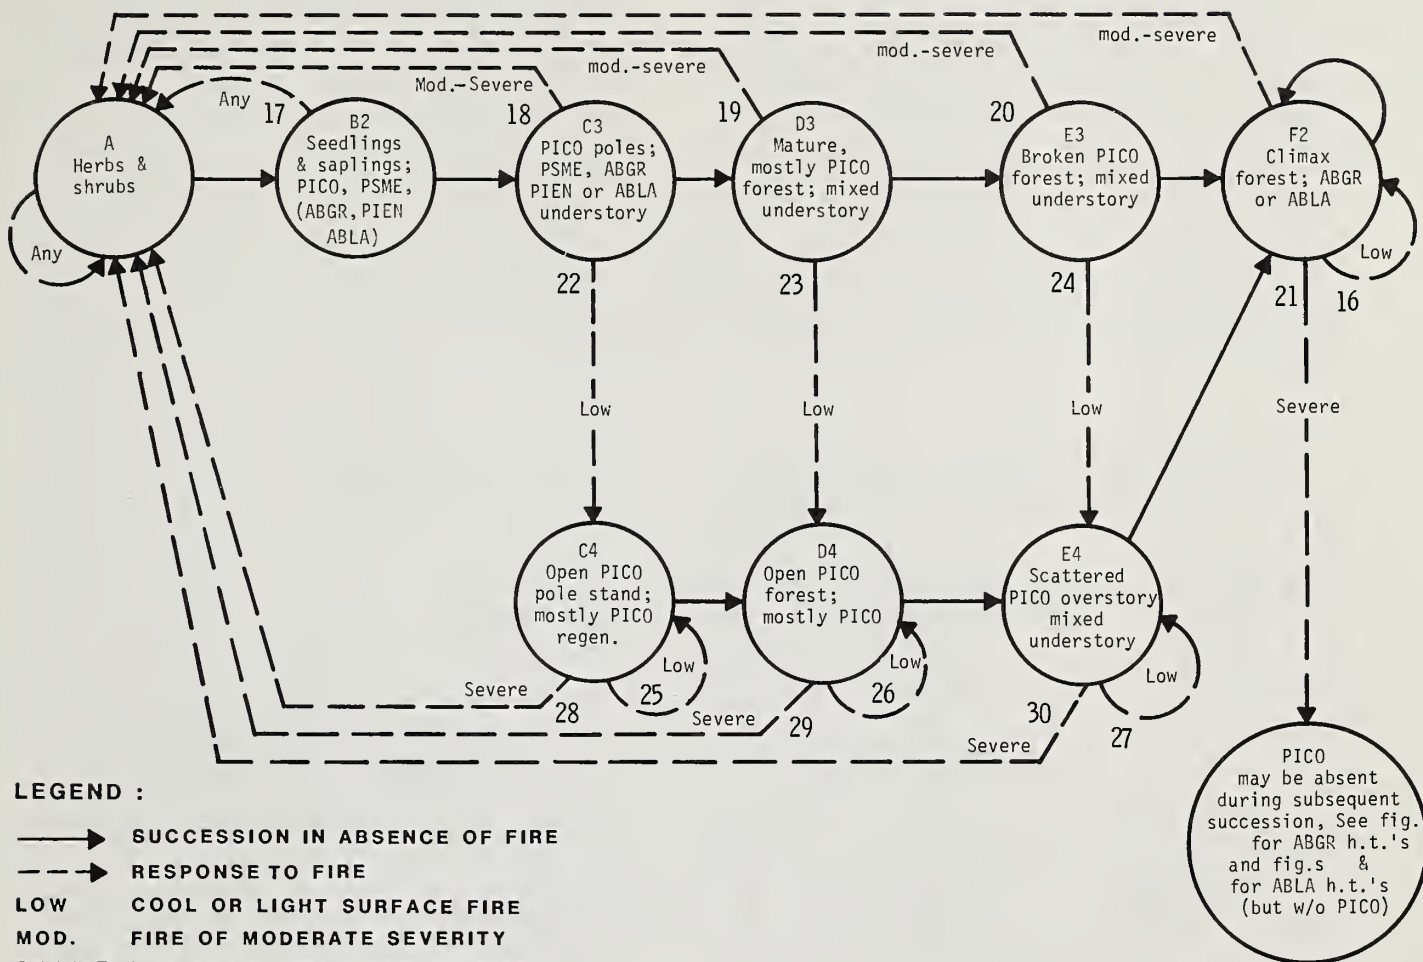 mod.-severe
mod.-severe
mod.-severe
Mod.-Severe
Any
17
18
19
20
A
Herbs &
shrubs
B2
Seedlings
& saplings;
PICO, PSME,
(ABGR, PIEN
ABLA)
C3
PICO poles;
PSME, ABGR
PIEN or ABLA
understory
D3
Mature,
mostly PICO
forest; mixed
understory
E3
Broken PICO
forest; mixed
understory
F2
Climax
forest; ABGR
or ABLA
Any
Low
22
23
24
21
16
Low
Low
Low
Severe
C4
Open PICO
pole stand;
mostly PICO
regen.
D4
Open PICO
forest;
mostly PICO
E4
Scattered
PICO overstory
mixed
understory
Low
Low
Low
25
26
27
Severe
28
Severe
29
Severe
30
PICO
may be absent
during subsequent
succession, See fig.
for ABGR h.t.'s
and fig.s &
for ABLA h.t.'s
(but w/o PICO)
LEGEND :
SUCCESSION IN ABSENCE OF FIRE
RESPONSE TO FIRE
LOW COOL OR LIGHT SURFACE FIRE
MOD. FIRE OF MODERATE SEVERITY